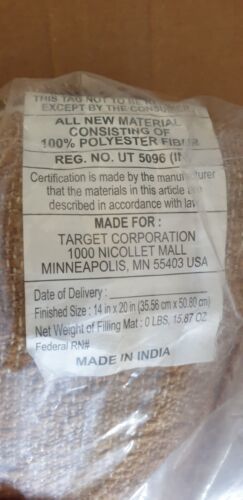 THIS TAG NOT TO BE
EXCEPT BY THE CONSUMER
ALL NEW MATERIAL
CONSISTING OF
100% POLYESTER FIBER
REG. NO. UT 5096 (IN
Certification is made by the manufacturer
that the materials in this article are
described in accordance with law
MADE FOR :
TARGET CORPORATION
1000 NICOLLET MALL
MINNEAPOLIS, MN 55403 USA
Date of Delivery :
Finished Size : 14 in x 20 in (35.56 cm x 50.80 cm)
Net Weight of Filling Mat : 0 LBS, 15.87 OZ
Federal RN#
MADE IN INDIA